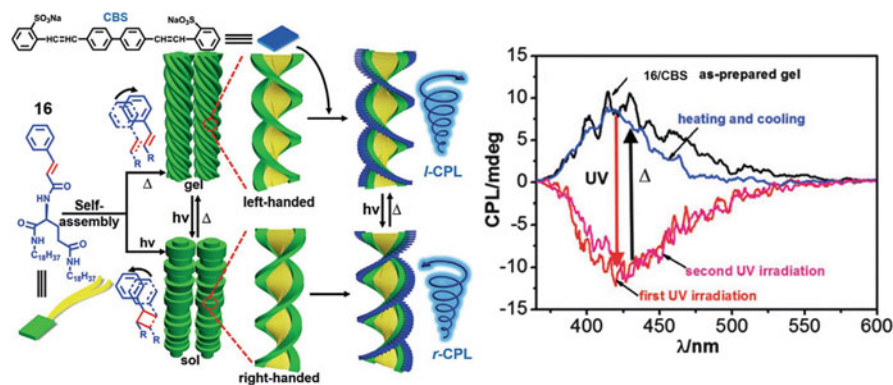 SO₃Na
CBS
NaO₃S
CH=CH
CH=CH
16
R
R
O
NH
O
HN
C₁₈H₃₇
O
HN
C₁₈H₃₇
Self-
assembly
Δ
hν
R
R
gel
hν
Δ
sol
left-handed
right-handed
hν
Δ
l-CPL
r-CPL
CPL/mdeg
15
10
5
0
-5
-10
-15
16/CBS as-prepared gel
heating and cooling
UV
Δ
second UV irradiation
first UV irradiation
400
450
500
550
600
λ/nm